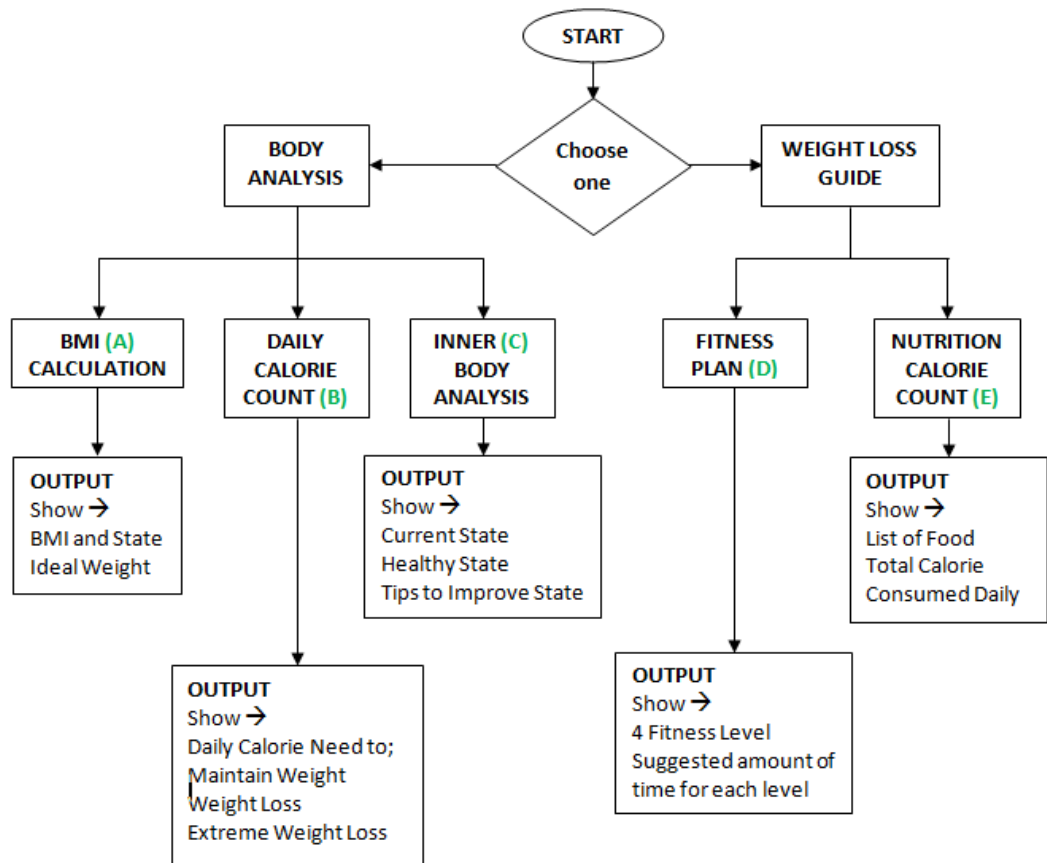 START
Choose
one
BODY
ANALYSIS
WEIGHT LOSS
GUIDE
BMI (A)
CALCULATION
DAILY
CALORIE
COUNT (B)
INNER (C)
BODY
ANALYSIS
FITNESS
PLAN (D)
NUTRITION
CALORIE
COUNT (E)
OUTPUT
Show →
BMI and State
Ideal Weight
OUTPUT
Show →
Current State
Healthy State
Tips to Improve State
OUTPUT
Show →
List of Food
Total Calorie
Consumed Daily
OUTPUT
Show →
Daily Calorie Need to;
Maintain Weight
Weight Loss
Extreme Weight Loss
OUTPUT
Show →
4 Fitness Level
Suggested amount of
time for each level